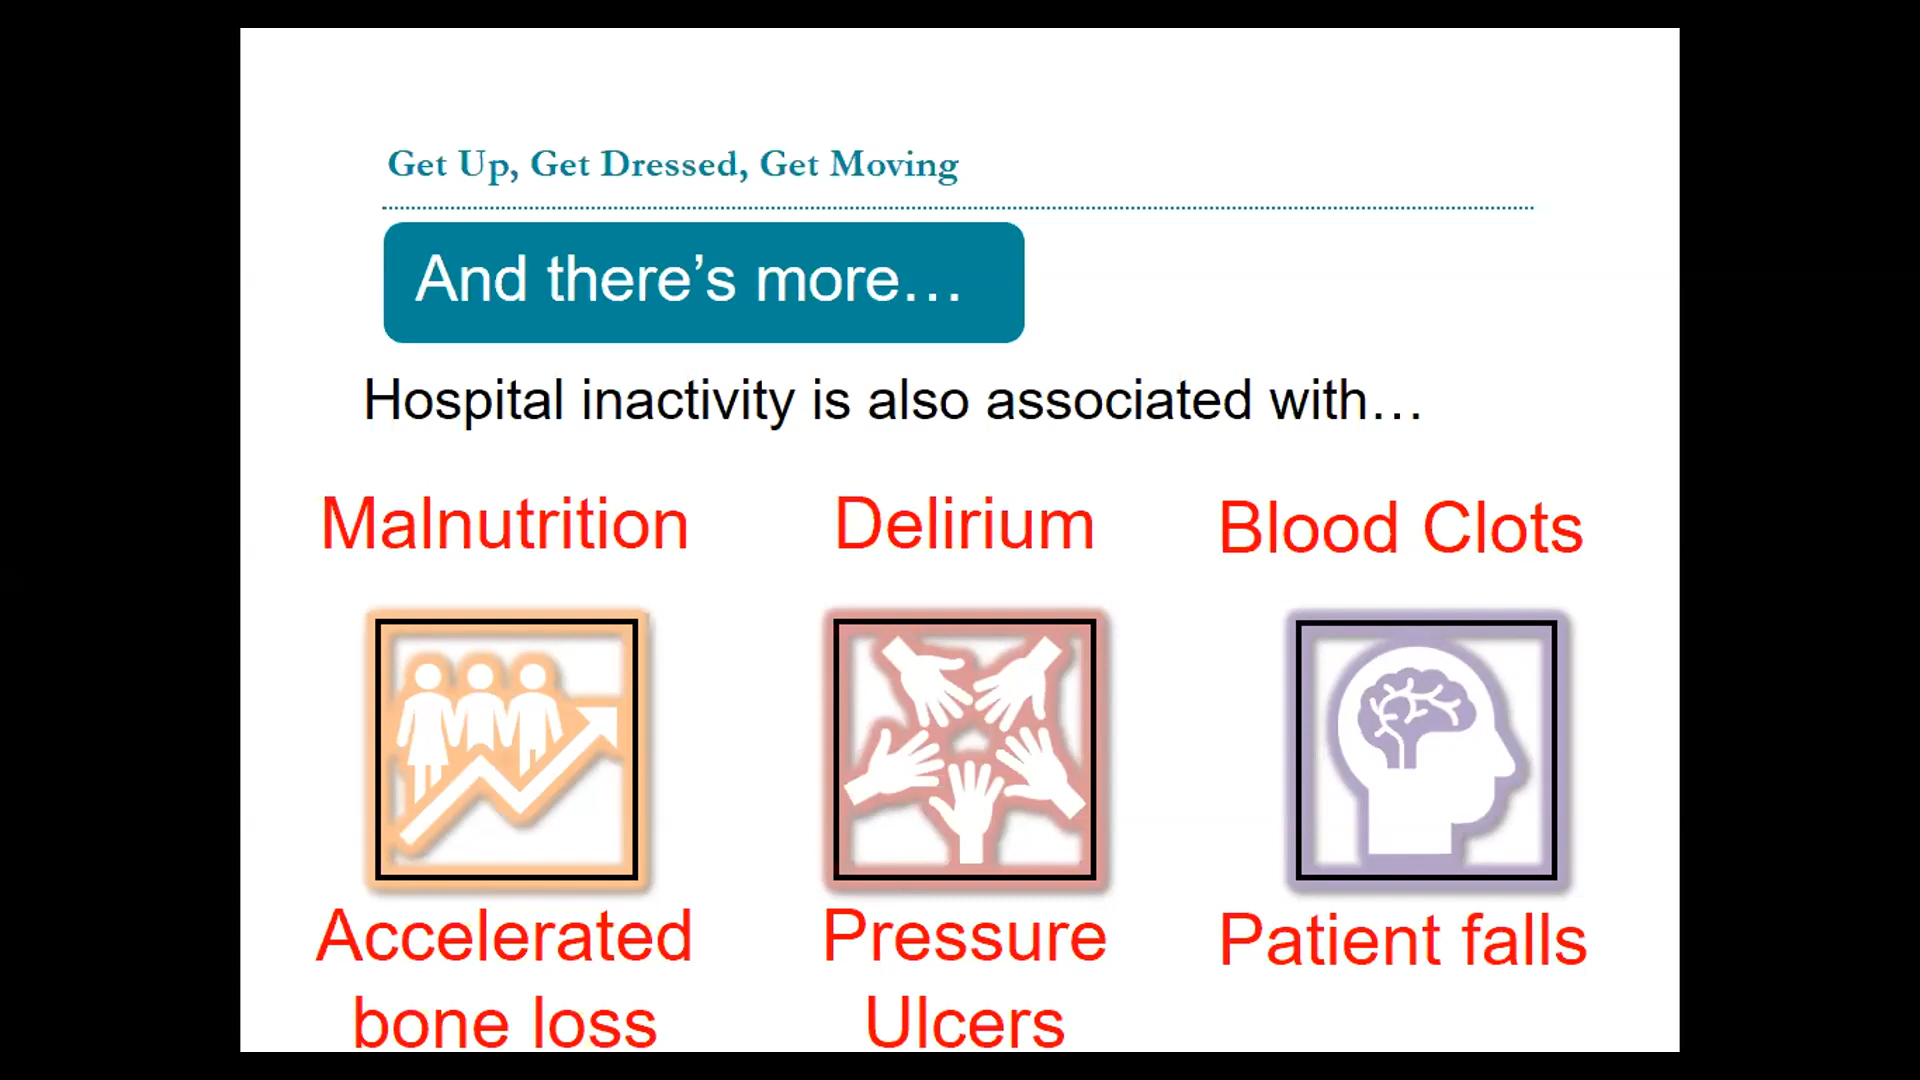 Get Up, Get Dressed, Get Moving
And there’s more…
Hospital inactivity is also associated with…
Malnutrition
Delirium
Blood Clots
Accelerated
bone loss
Pressure
Ulcers
Patient falls